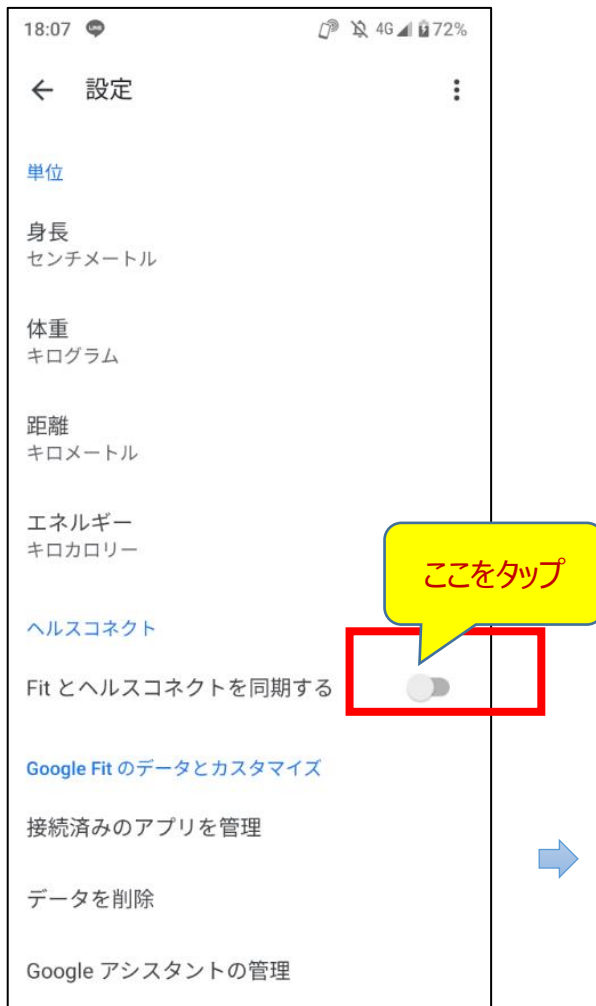 18:07 LINE 4G 72%
設定
単位
身長
センチメートル
体重
キログラム
距離
キロメートル
エネルギー
キロカロリー
ここをタップ
ヘルスコネクト
Fit とヘルスコネクトを同期する
Google Fit のデータとカスタマイズ
接続済みのアプリを管理
データを削除
Google アシスタントの管理